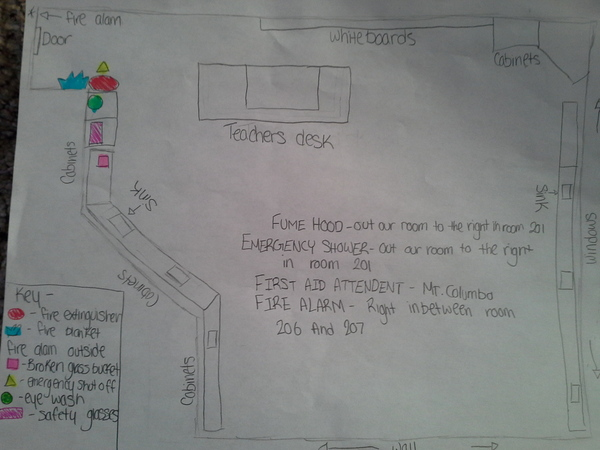 fire alam
Door
whiteboards
Cabinets
Teachers desk
Cabinets
Sink
Sink
Windows
FUME HOOD - out our room to the right in room 201
EMERGENCY SHOWER - out our room to the right
in room 201
FIRST AID ATTENDENT - Mr. Columbo
FIRE ALARM - Right inbetween room
206 And 207
Cabinets
Cabinets
Key -
- fire extinguisher
- fire blanket
fire alam outside
- Broken glass bucket
- emergency shut off
- eye wash
- safety glasses
Wall